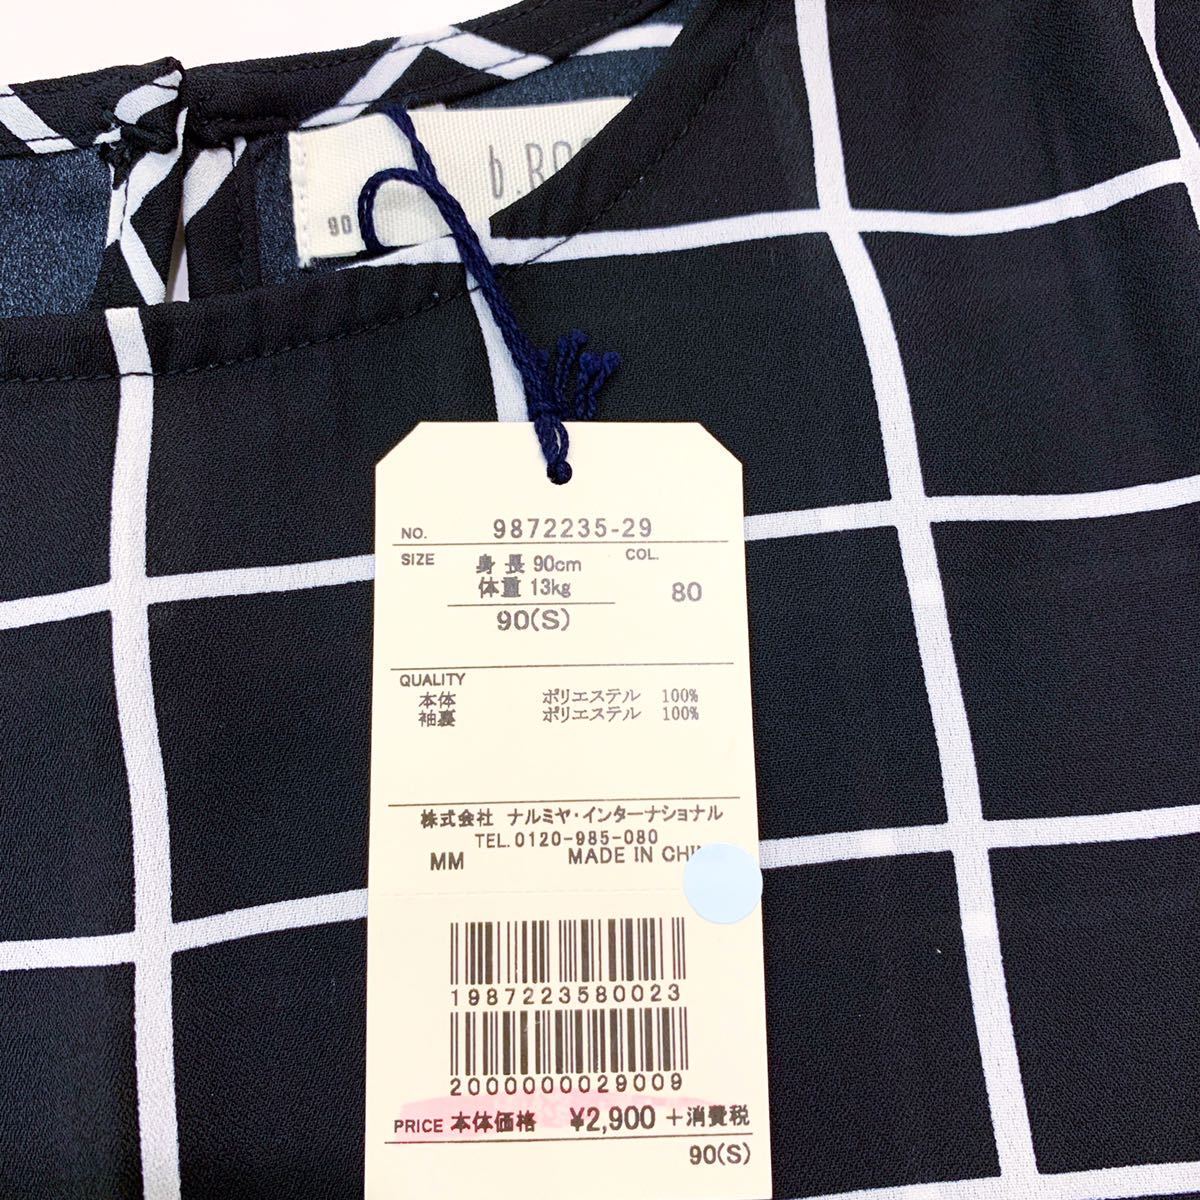 90
NO. 9872235-29
SIZE 身長 90cm COL.
体重 13kg 80
90(S)
QUALITY
本体 ポリエステル 100%
袖裏 ポリエステル 100%
株式会社 ナルミヤ・インターナショナル
TEL.0120-985-080
MM MADE IN
1987223580023
2000000029009
PRICE 本体価格 ¥2,900 +消費税
90(S)